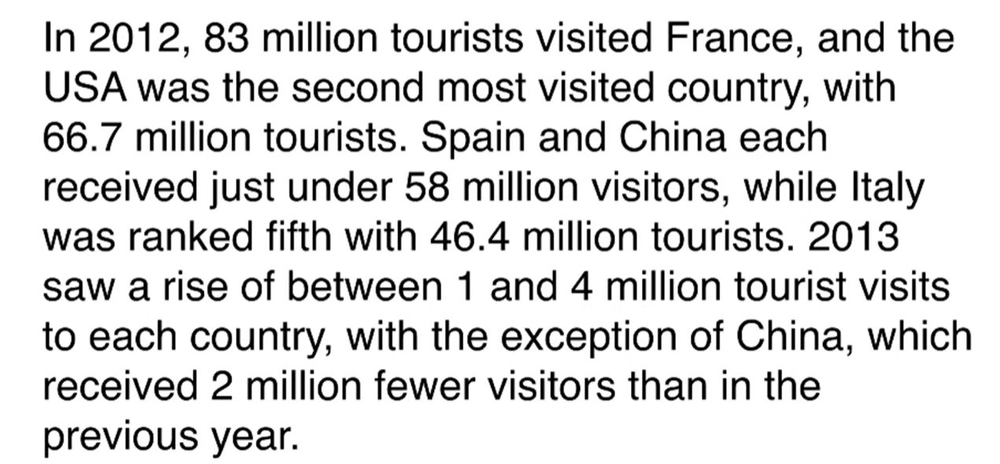 In 2012, 83 million tourists visited France, and the
USA was the second most visited country, with
66.7 million tourists. Spain and China each
received just under 58 million visitors, while Italy
was ranked fifth with 46.4 million tourists. 2013
saw a rise of between 1 and 4 million tourist visits
to each country, with the exception of China, which
received 2 million fewer visitors than in the
previous year.